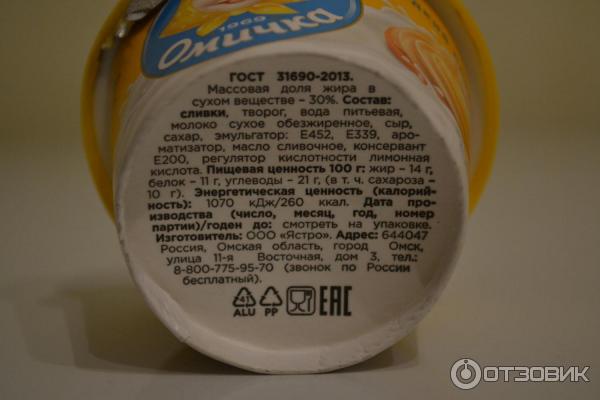 1969
Омичка
ГОСТ 31690-2013.
Массовая доля жира в
сухом веществе – 30%. Состав:
сливки, творог, вода питьевая,
молоко сухое обезжиренное, сыр,
сахар, эмульгатор: Е452, Е339, аро-
матизатор, масло сливочное, консервант
Е200, регулятор кислотности лимонная
кислота. Пищевая ценность 100 г: жир – 14 г,
белок – 11 г, углеводы – 21 г, (в т. ч. сахароза –
10 г). Энергетическая ценность (калорий-
ность): 1070 кДж/260 ккал. Дата про-
изводства (число, месяц, год, номер
партии)/годен до: смотреть на упаковке.
Изготовитель: ООО «Ястро». Адрес: 644047
Россия, Омская область, город Омск,
улица 11-я Восточная, дом 3, тел.:
8-800-775-95-70 (звонок по России
бесплатный).
41 5
ALU PP EAC
ОТЗОВИК